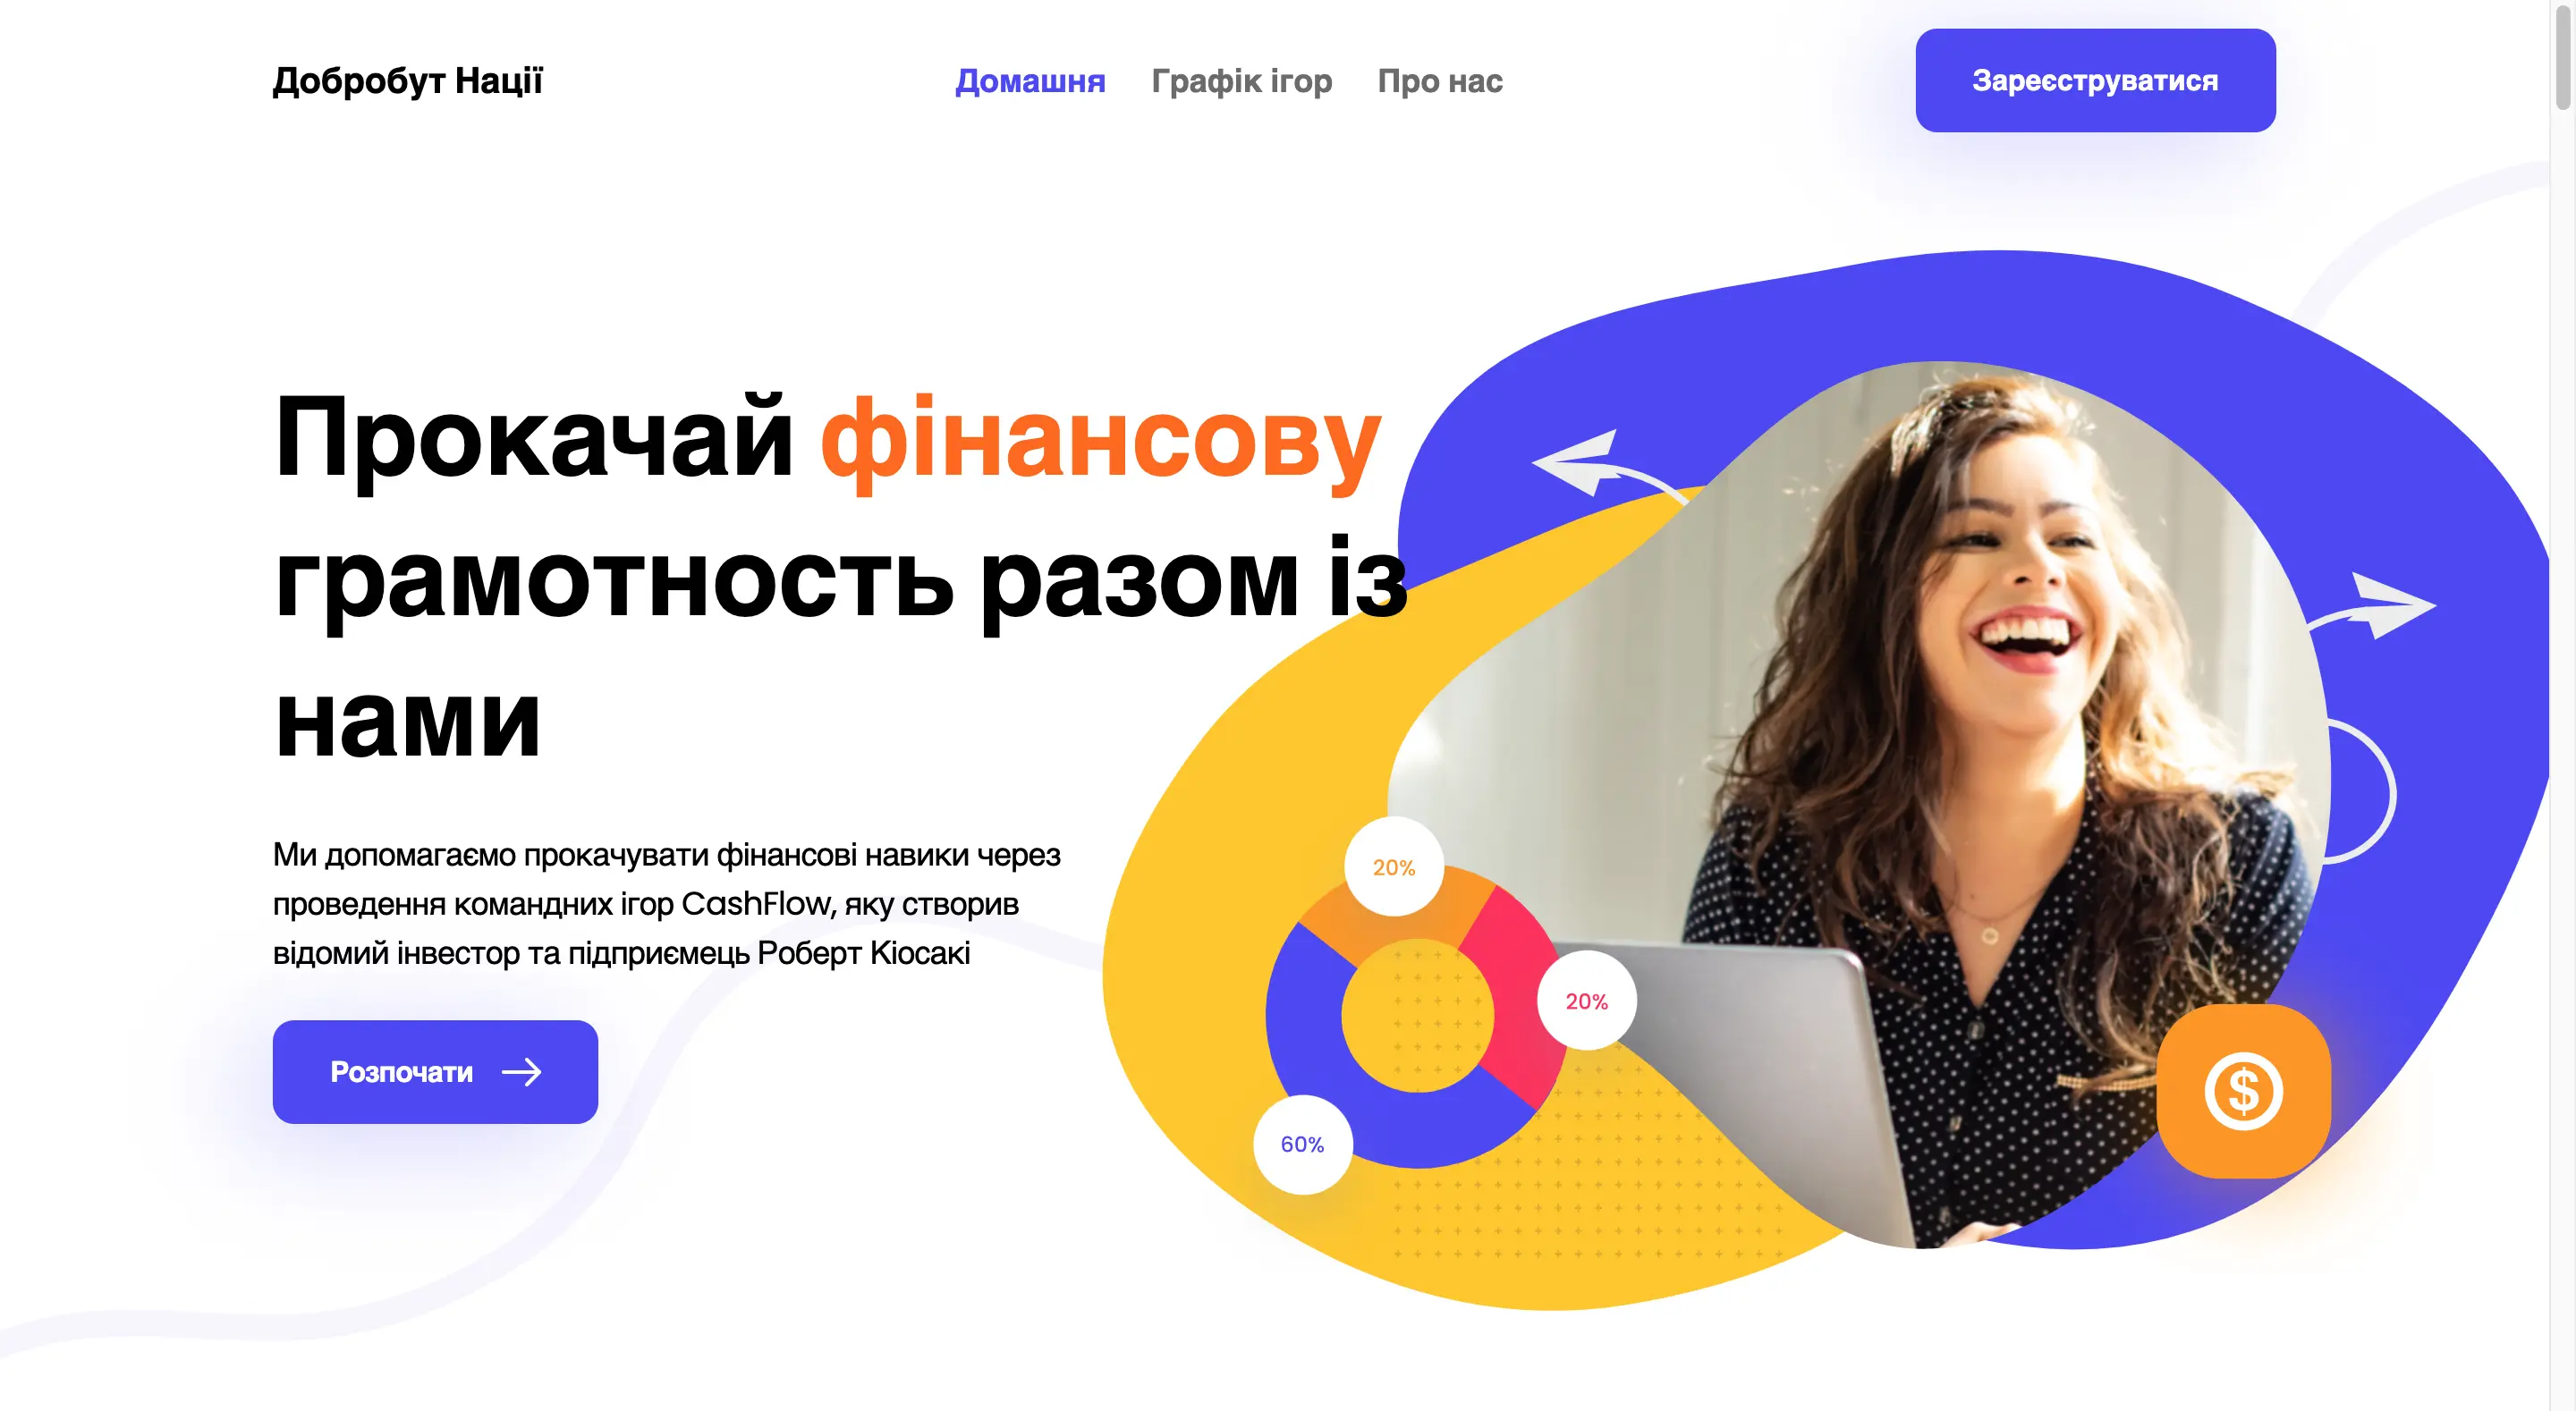 Добробут Нації
Домашня
Графік ігор
Про нас
Зареєструватися
Прокачай фінансову
грамотность разом із
нами
Ми допомагаємо прокачувати фінансові навики через
проведення командних ігор CashFlow, яку створив
відомий інвестор та підприємець Роберт Кіосакі
Розпочати
20%
20%
60%
$